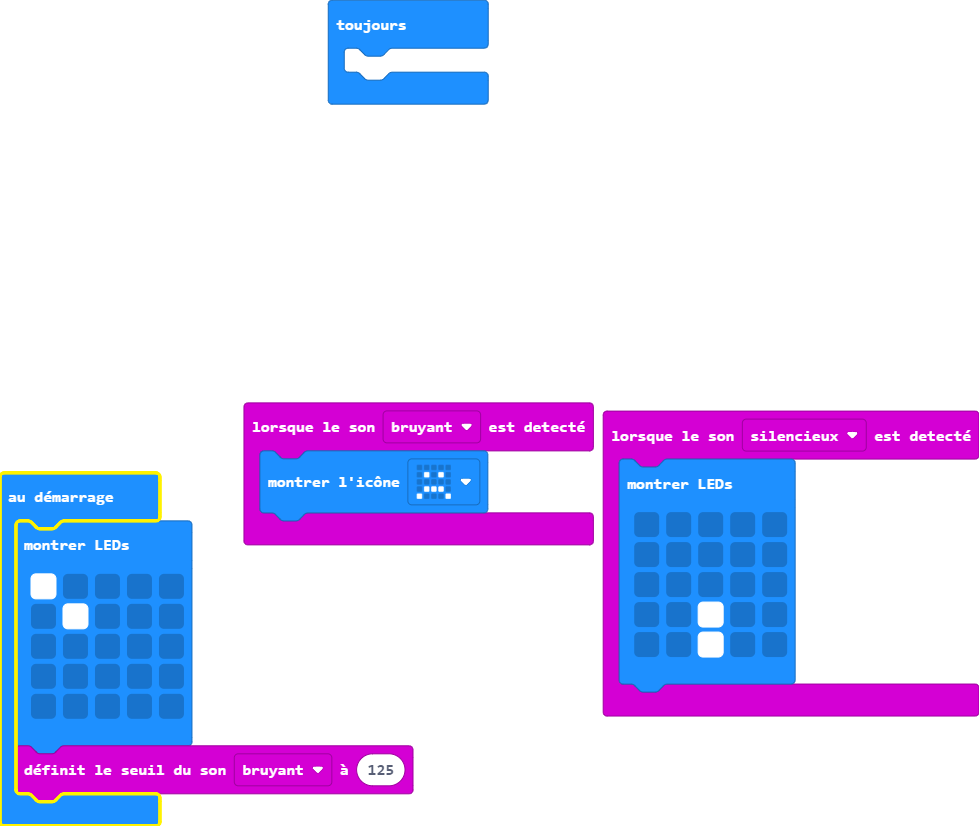 toujours
lorsque le son bruyant est detecté
montrer l'icône
lorsque le son silencieux est detecté
montrer LEDs
au démarrage
montrer LEDs
définit le seuil du son bruyant à 125